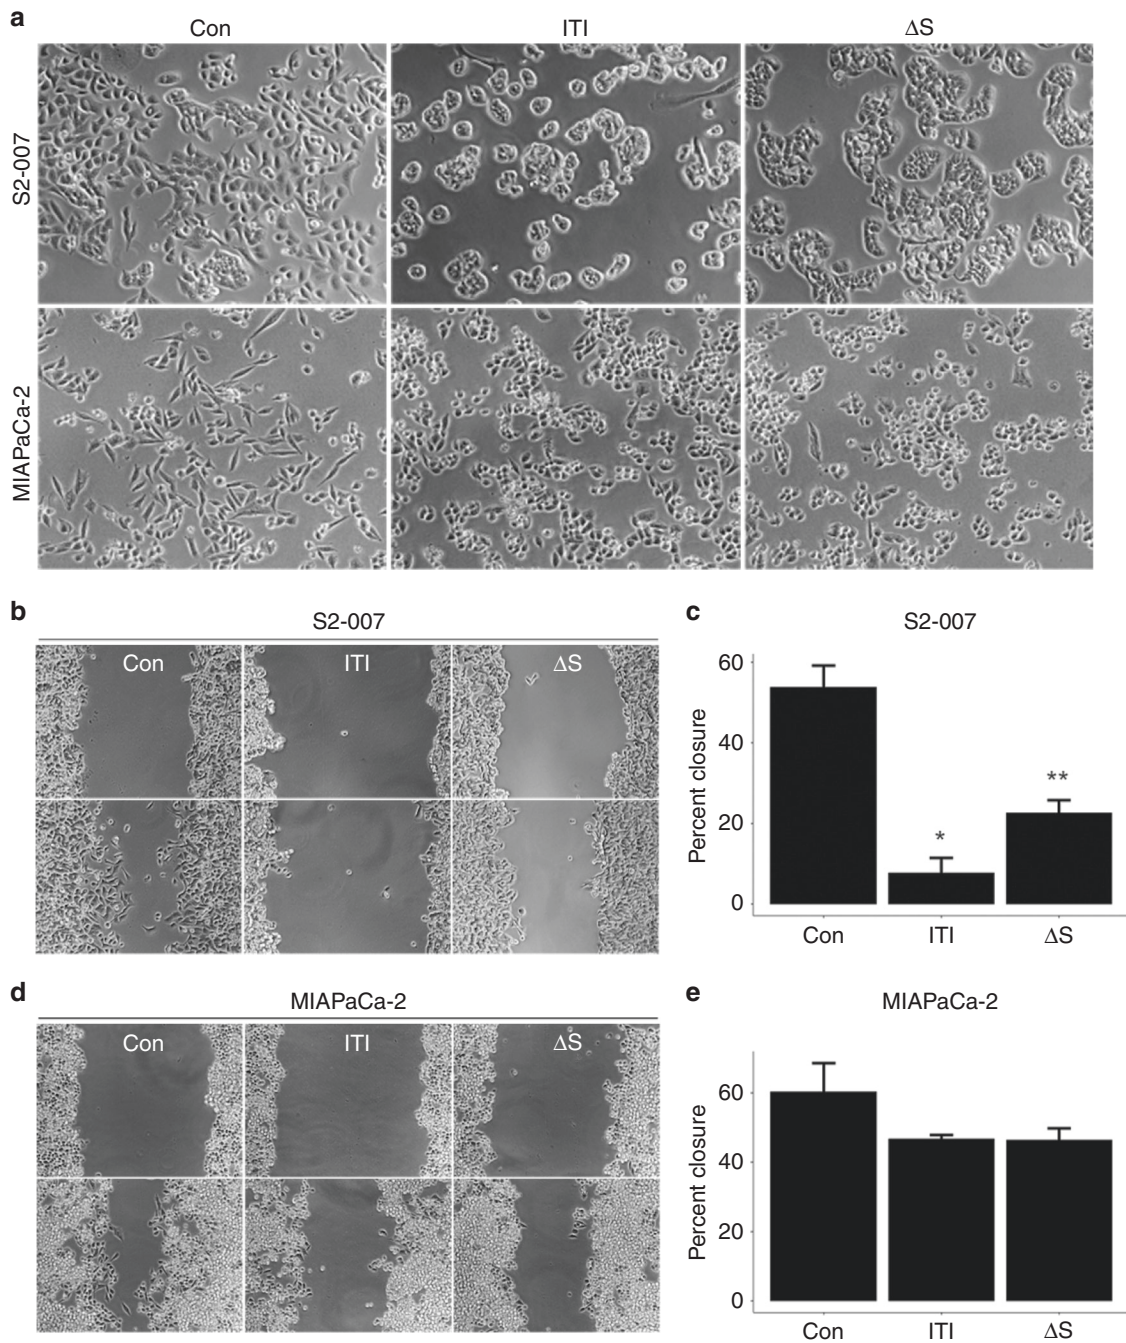 a
Con
ITI
ΔS
S2-007
MIAPaCa-2
b
S2-007
Con
ITI
ΔS
c
S2-007
Percent closure
60
40
20
0
*
**
Con
ITI
ΔS
d
MIAPaCa-2
Con
ITI
ΔS
e
MIAPaCa-2
Percent closure
60
40
20
0
Con
ITI
ΔS